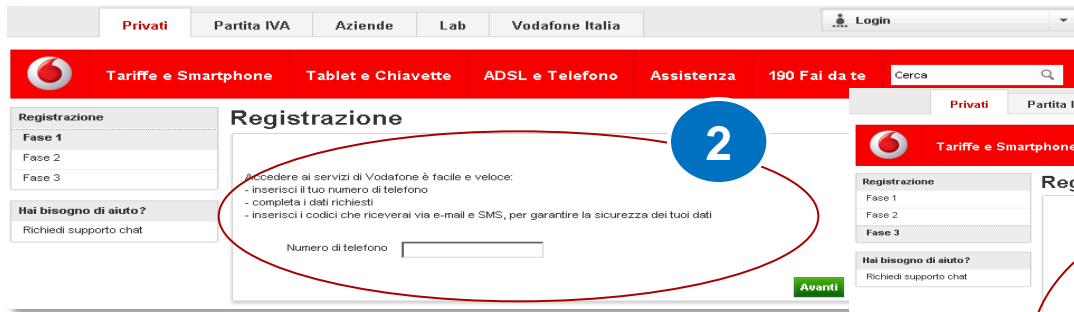 Privati Partita IVA Aziende Lab Vodafone Italia Login
Tariffe e Smartphone Tablet e Chiavette ADSL e Telefono Assistenza 190 Fai da te Cerca
Registrazione
Fase 1
Fase 2
Fase 3
Hai bisogno di aiuto?
Richiedi supporto chat
Registrazione
2
Accedere ai servizi di Vodafone è facile e veloce:
- inserisci il tuo numero di telefono
- completa i dati richiesti
- inserisci i codici che riceverai via e-mail e SMS, per garantire la sicurezza dei tuoi dati
Numero di telefono
Avanti
Privati Partita
Tariffe e Smartphone
Registrazione
Fase 1
Fase 2
Fase 3
Hai bisogno di aiuto?
Richiedi supporto chat